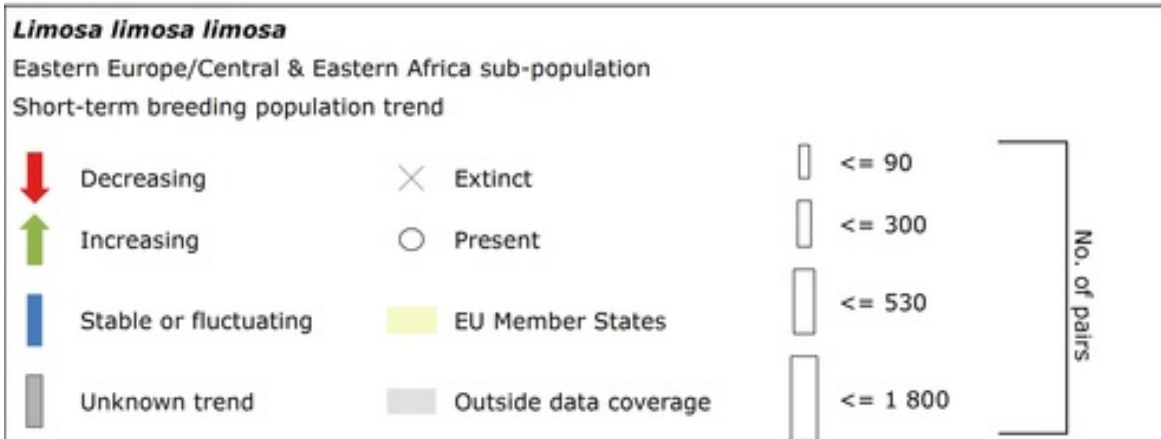 Limosa limosa limosa
Eastern Europe/Central & Eastern Africa sub-population
Short-term breeding population trend
Decreasing
Extinct
<= 90
Increasing
Present
<= 300
Stable or fluctuating
EU Member States
<= 530
Unknown trend
Outside data coverage
<= 1 800
No. of pairs